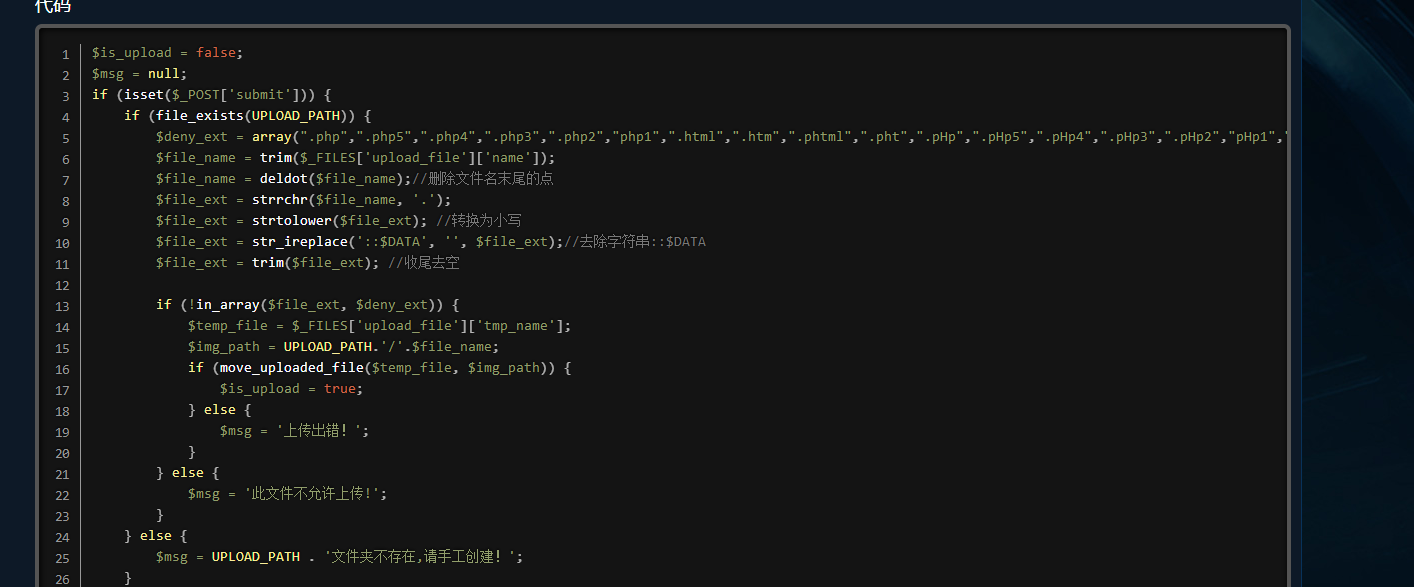 代码
1 $is_upload = false;
2 $msg = null;
3 if (isset($_POST['submit'])) {
4     if (file_exists(UPLOAD_PATH)) {
5         $deny_ext = array(".php",".php5",".php4",".php3",".php2","php1",".html",".htm",".phtml",".pht",".pHp",".pHp5",".pHp4",".pHp3",".pHp2","pHp1","
6         $file_name = trim($_FILES['upload_file']['name']);
7         $file_name = deldot($file_name);//删除文件名末尾的点
8         $file_ext = strrchr($file_name, '.');
9         $file_ext = strtolower($file_ext); //转换为小写
10         $file_ext = str_ireplace('::$DATA', '', $file_ext);//去除字符串::$DATA
11         $file_ext = trim($file_ext); //收尾去空
12
13         if (!in_array($file_ext, $deny_ext)) {
14             $temp_file = $_FILES['upload_file']['tmp_name'];
15             $img_path = UPLOAD_PATH.'/'.$file_name;
16             if (move_uploaded_file($temp_file, $img_path)) {
17                 $is_upload = true;
18             } else {
19                 $msg = '上传出错！';
20             }
21         } else {
22             $msg = '此文件不允许上传!';
23         }
24     } else {
25         $msg = UPLOAD_PATH . '文件夹不存在,请手工创建！';
26     }